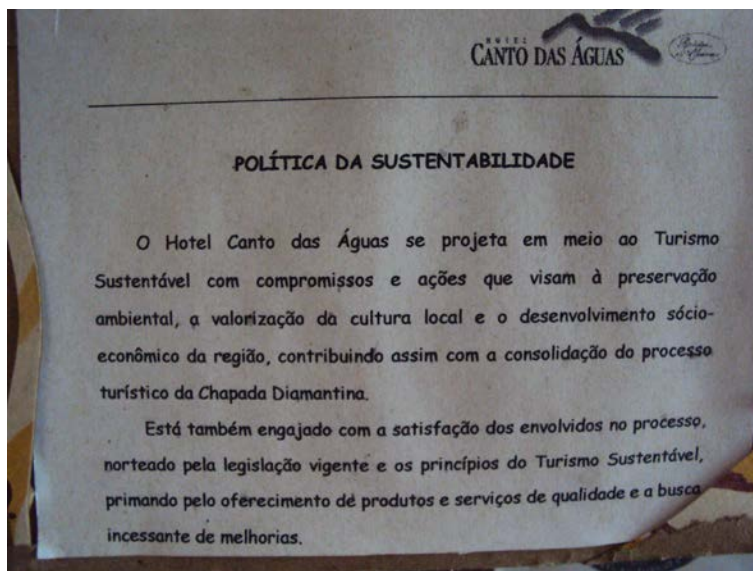 HOTEL
CANTO DAS ÁGUAS
POLÍTICA DA SUSTENTABILIDADE
O Hotel Canto das Águas se projeta em meio ao Turismo
Sustentável com compromissos e ações que visam à preservação
ambiental, a valorização da cultura local e o desenvolvimento sócio-
econômico da região, contribuindo assim com a consolidação do processo
turístico da Chapada Diamantina.
Está também engajado com a satisfação dos envolvidos no processo,
norteado pela legislação vigente e os princípios do Turismo Sustentável,
primando pelo oferecimento de produtos e serviços de qualidade e a busca
incessante de melhorias.